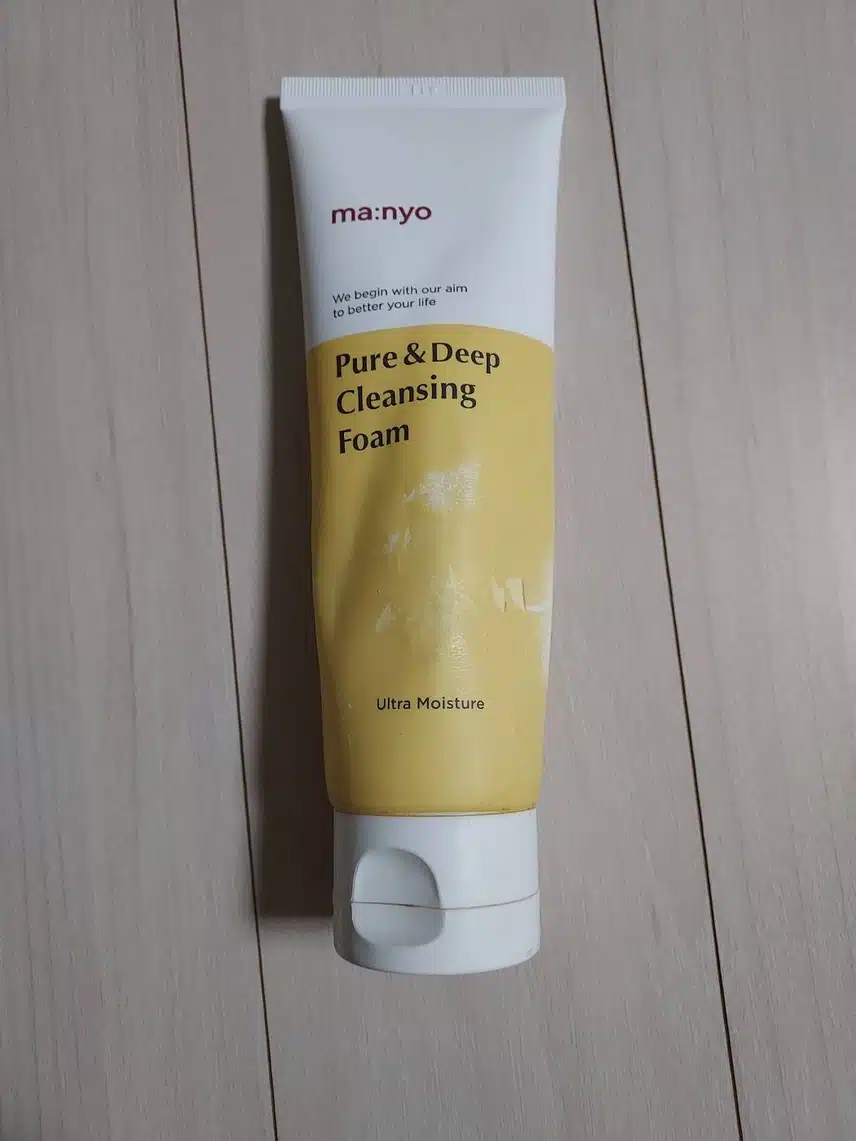 ma:nyo
We begin with our aim
to better your life
Pure & Deep
Cleansing
Foam
Ultra Moisture